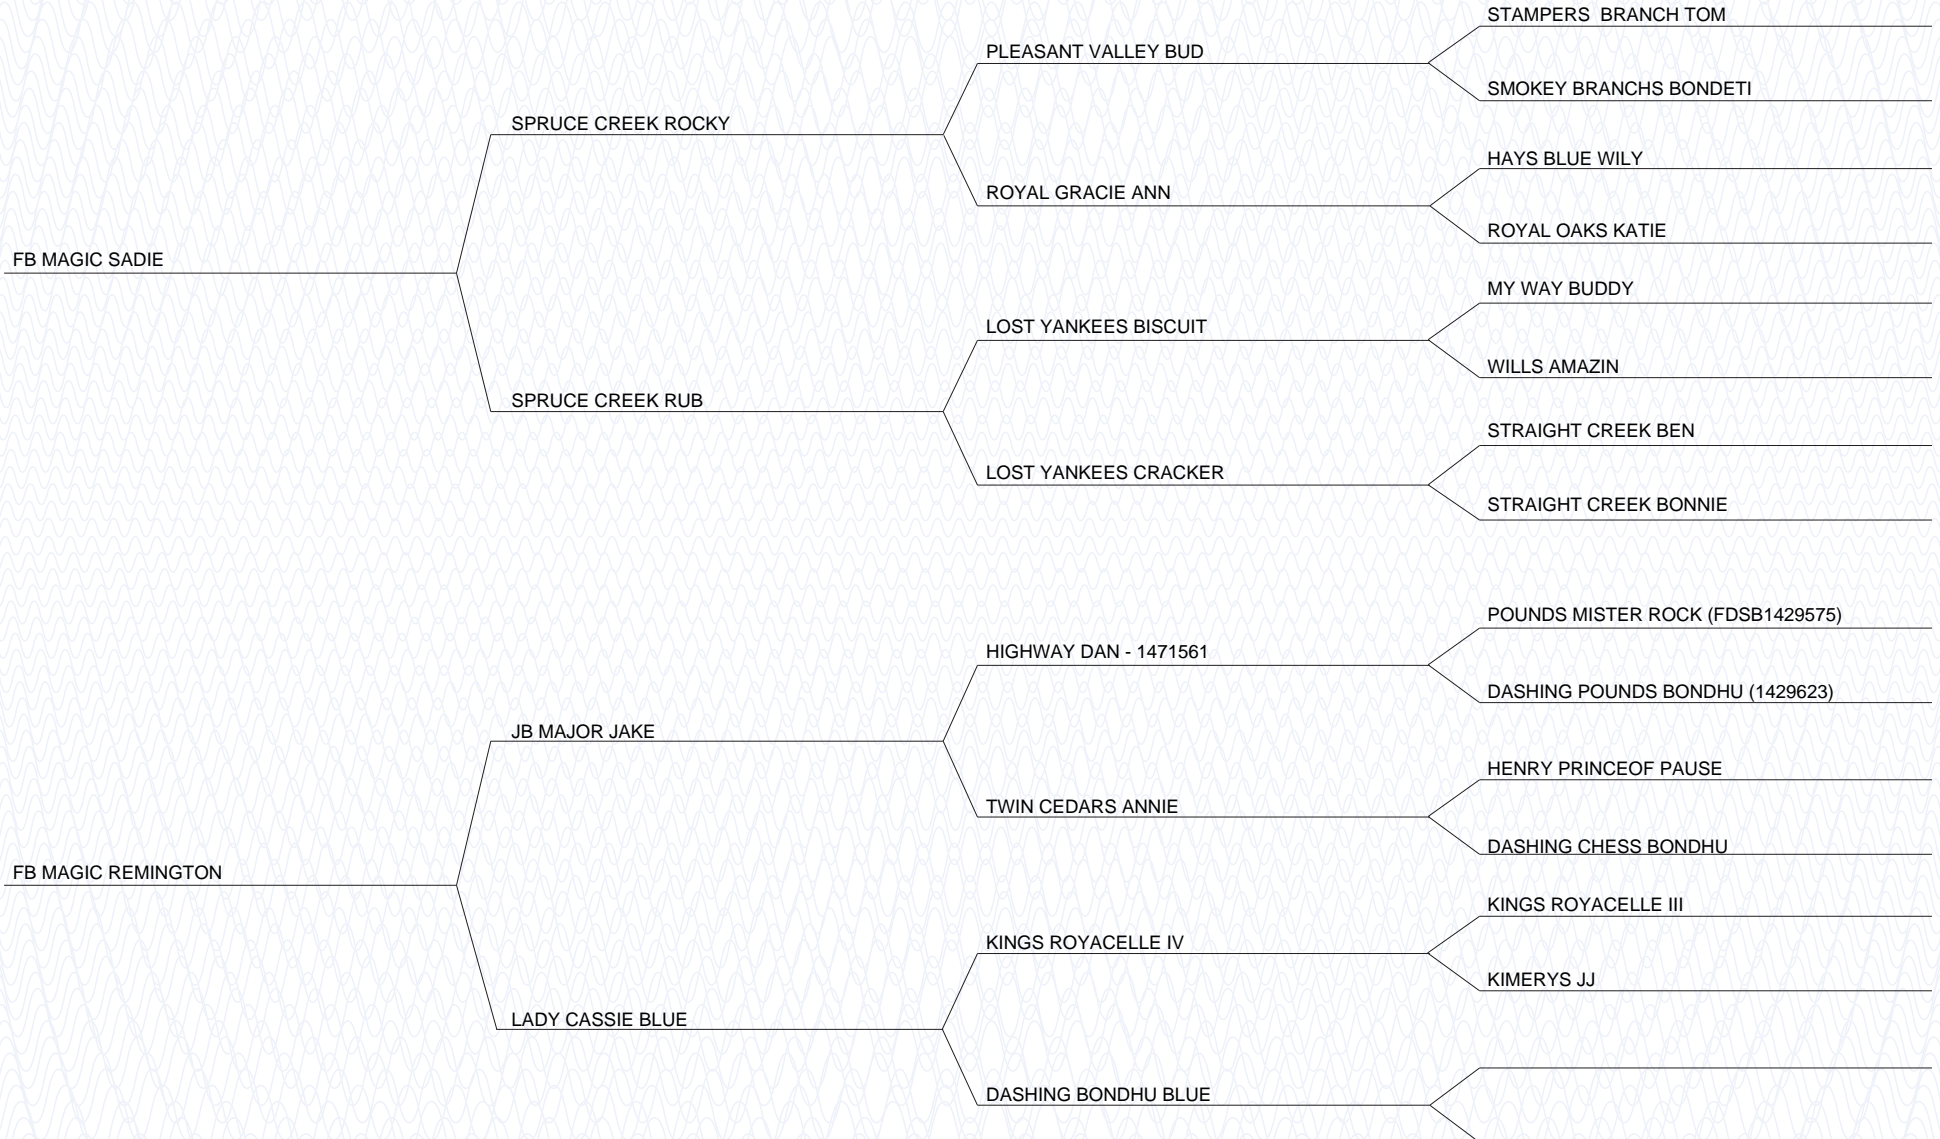 STAMPERS  BRANCH TOM
PLEASANT VALLEY BUD
SMOKEY BRANCHS BONDETI
SPRUCE CREEK ROCKY
HAYS BLUE WILY
ROYAL GRACIE ANN
ROYAL OAKS KATIE
FB MAGIC SADIE
MY WAY BUDDY
LOST YANKEES BISCUIT
WILLS AMAZIN
SPRUCE CREEK RUB
STRAIGHT CREEK BEN
LOST YANKEES CRACKER
STRAIGHT CREEK BONNIE
POUNDS MISTER ROCK (FDSB1429575)
HIGHWAY DAN - 1471561
DASHING POUNDS BONDHU (1429623)
JB MAJOR JAKE
HENRY PRINCEOF PAUSE
TWIN CEDARS ANNIE
DASHING CHESS BONDHU
FB MAGIC REMINGTON
KINGS ROYACELLE III
KINGS ROYACELLE IV
KIMERYS JJ
LADY CASSIE BLUE
DASHING BONDHU BLUE